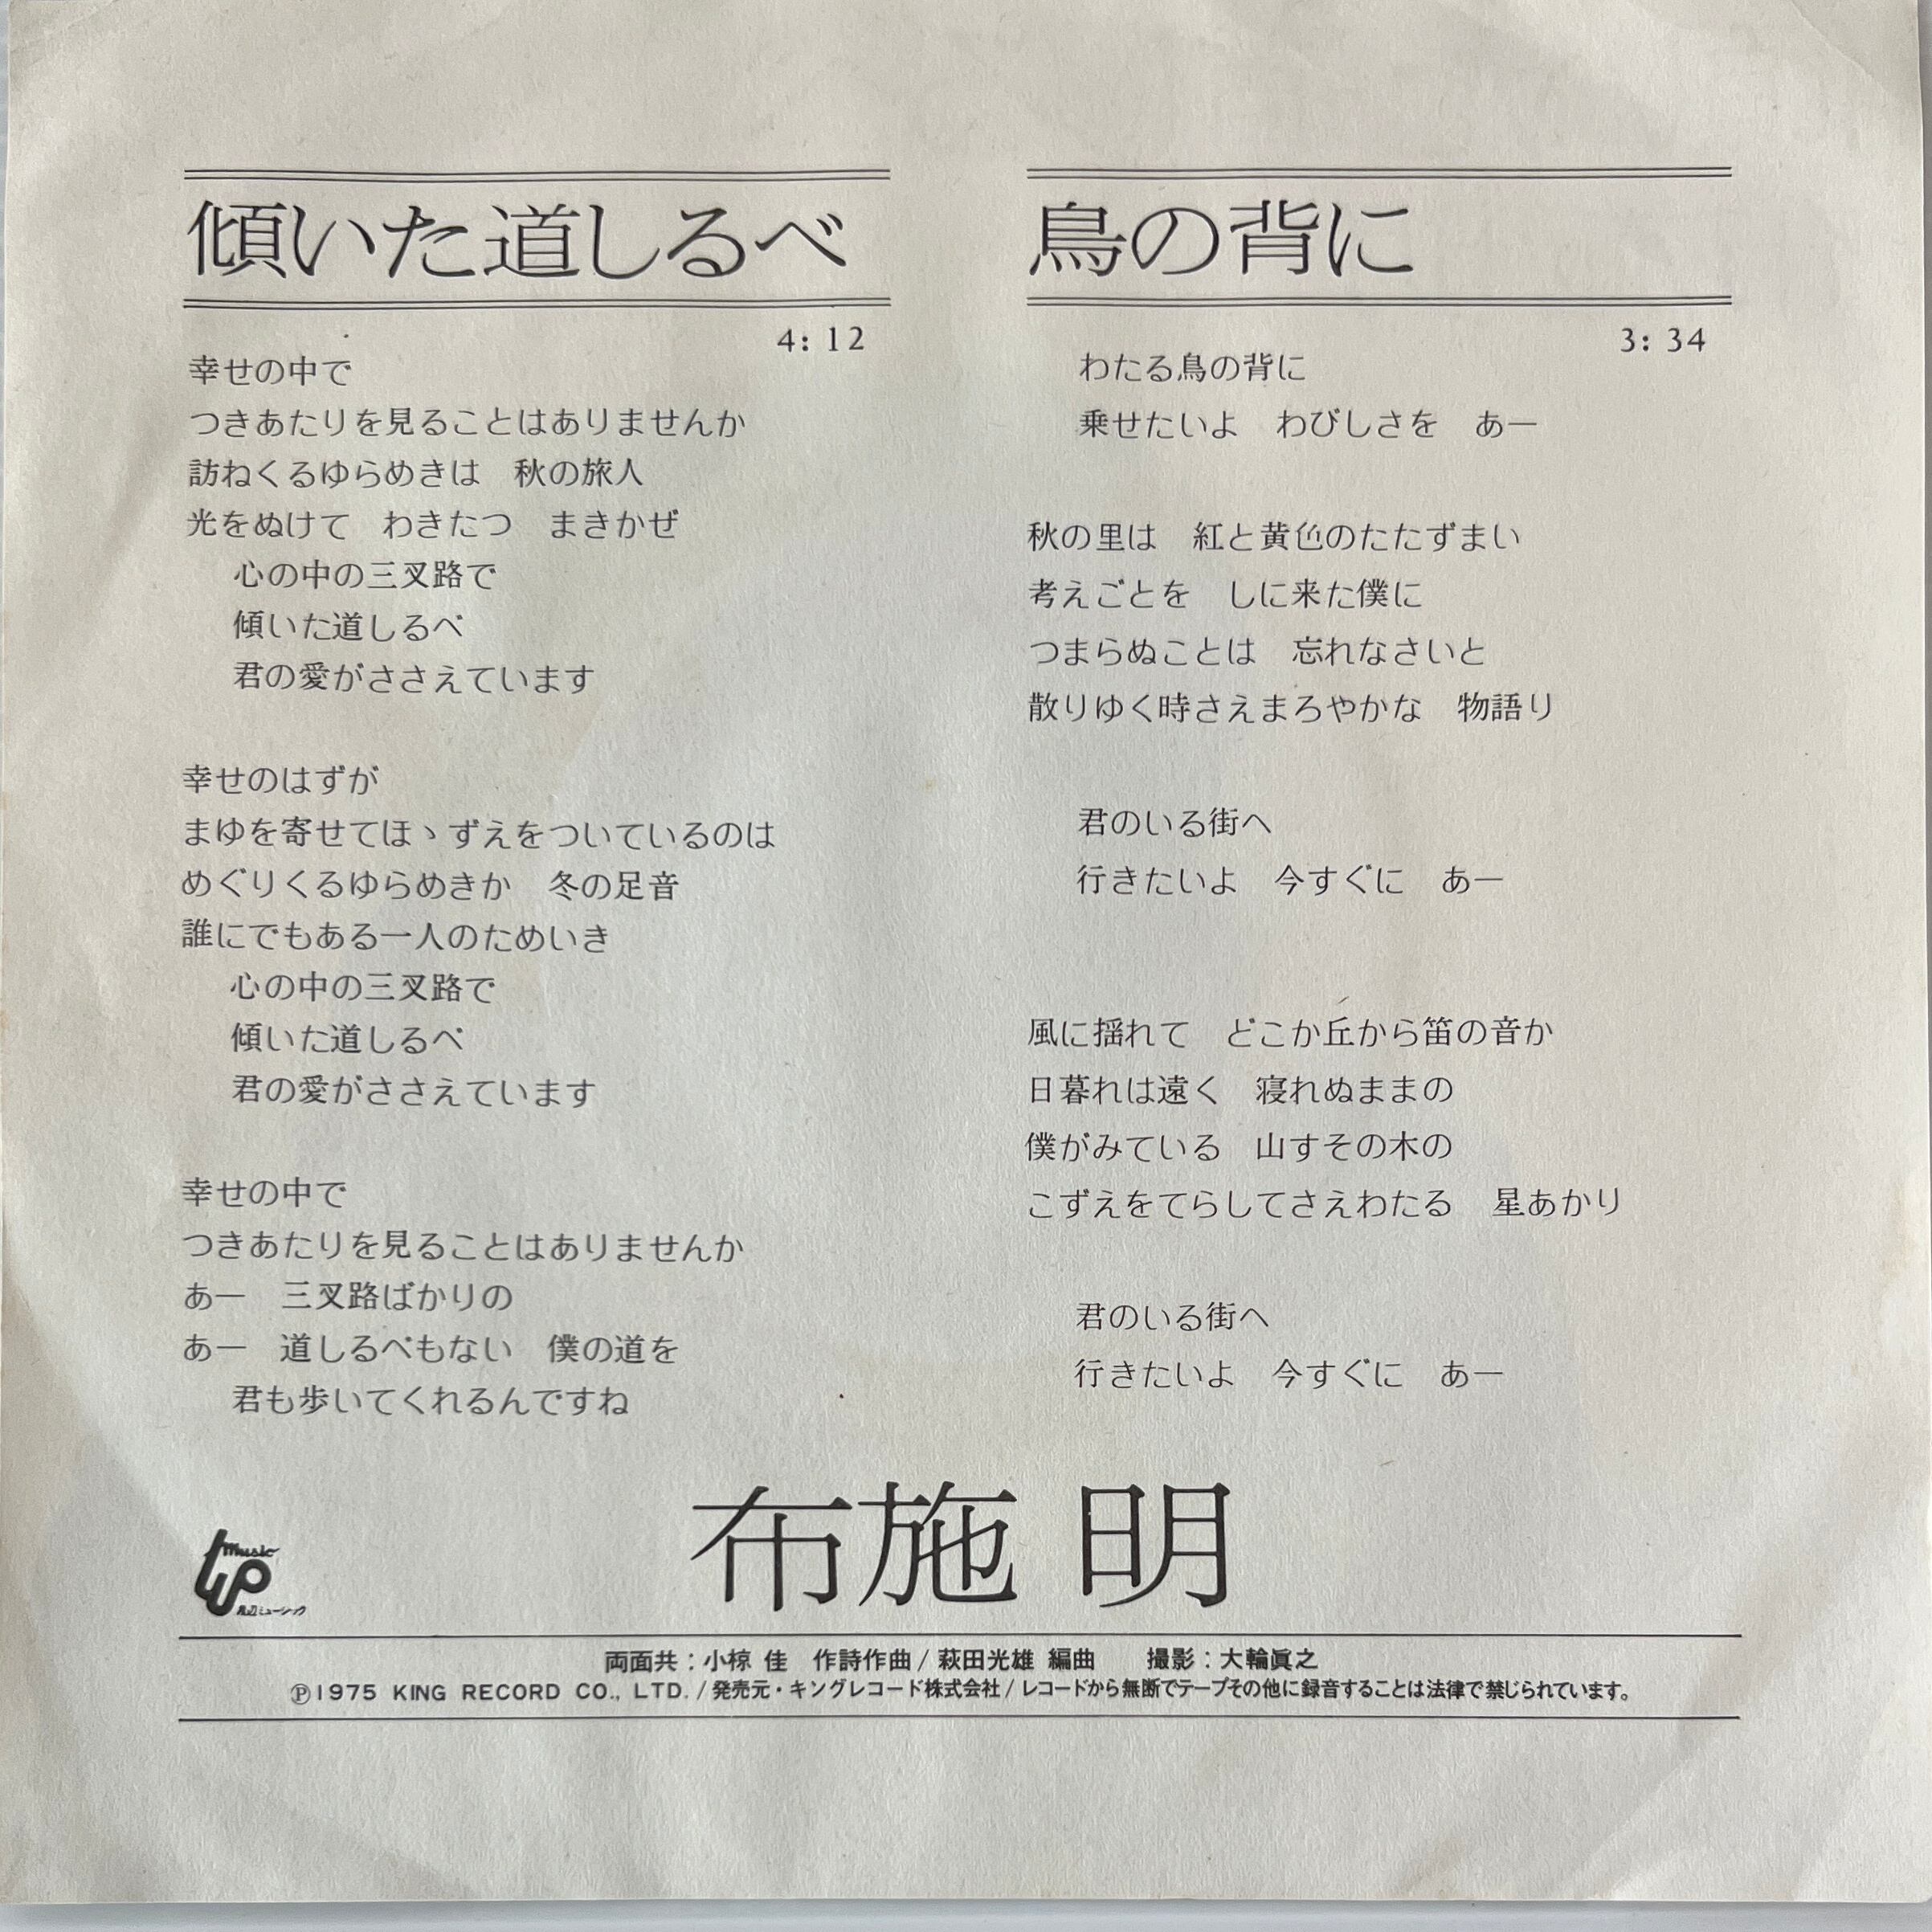 傾いた道しるべ
4:12
幸せの中で
つきあたりを見ることはありませんか
訪ねくるゆらめきは　秋の旅人
光をぬけて　わきたつ　まきかぜ
心の中の三叉路で
傾いた道しるべ
君の愛がささえています
幸せのはずが
まゆを寄せてほゝずえをついているのは
めぐりくるゆらめきか　冬の足音
誰にでもある一人のためいき
心の中の三叉路で
傾いた道しるべ
君の愛がささえています
幸せの中で
つきあたりを見ることはありませんか
あー　三叉路ばかりの
あー　道しるべもない　僕の道を
君も歩いてくれるんですね
鳥の背に
3:34
わたる鳥の背に
乗せたいよ　わびしさを　あー
秋の里は　紅と黄色のたたずまい
考えごとを　しに来た僕に
つまらぬことは　忘れなさいと
散りゆく時さえまろやかな　物語り
君のいる街へ
行きたいよ　今すぐに　あー
風に揺れて　どこか丘から笛の音か
日暮れは遠く　寝れぬままの
僕がみている　山すその木の
こずえをてらしてさえわたる　星あかり
君のいる街へ
行きたいよ　今すぐに　あー
布施 明
Music
渡辺ミュージック
両面共：小椋 佳　作詩作曲/萩田光雄 編曲　　撮影：大輪眞之
Ⓟ1975 KING RECORD CO., LTD./発売元・キングレコード株式会社/レコードから無断でテープその他に録音することは法律で禁じられています。